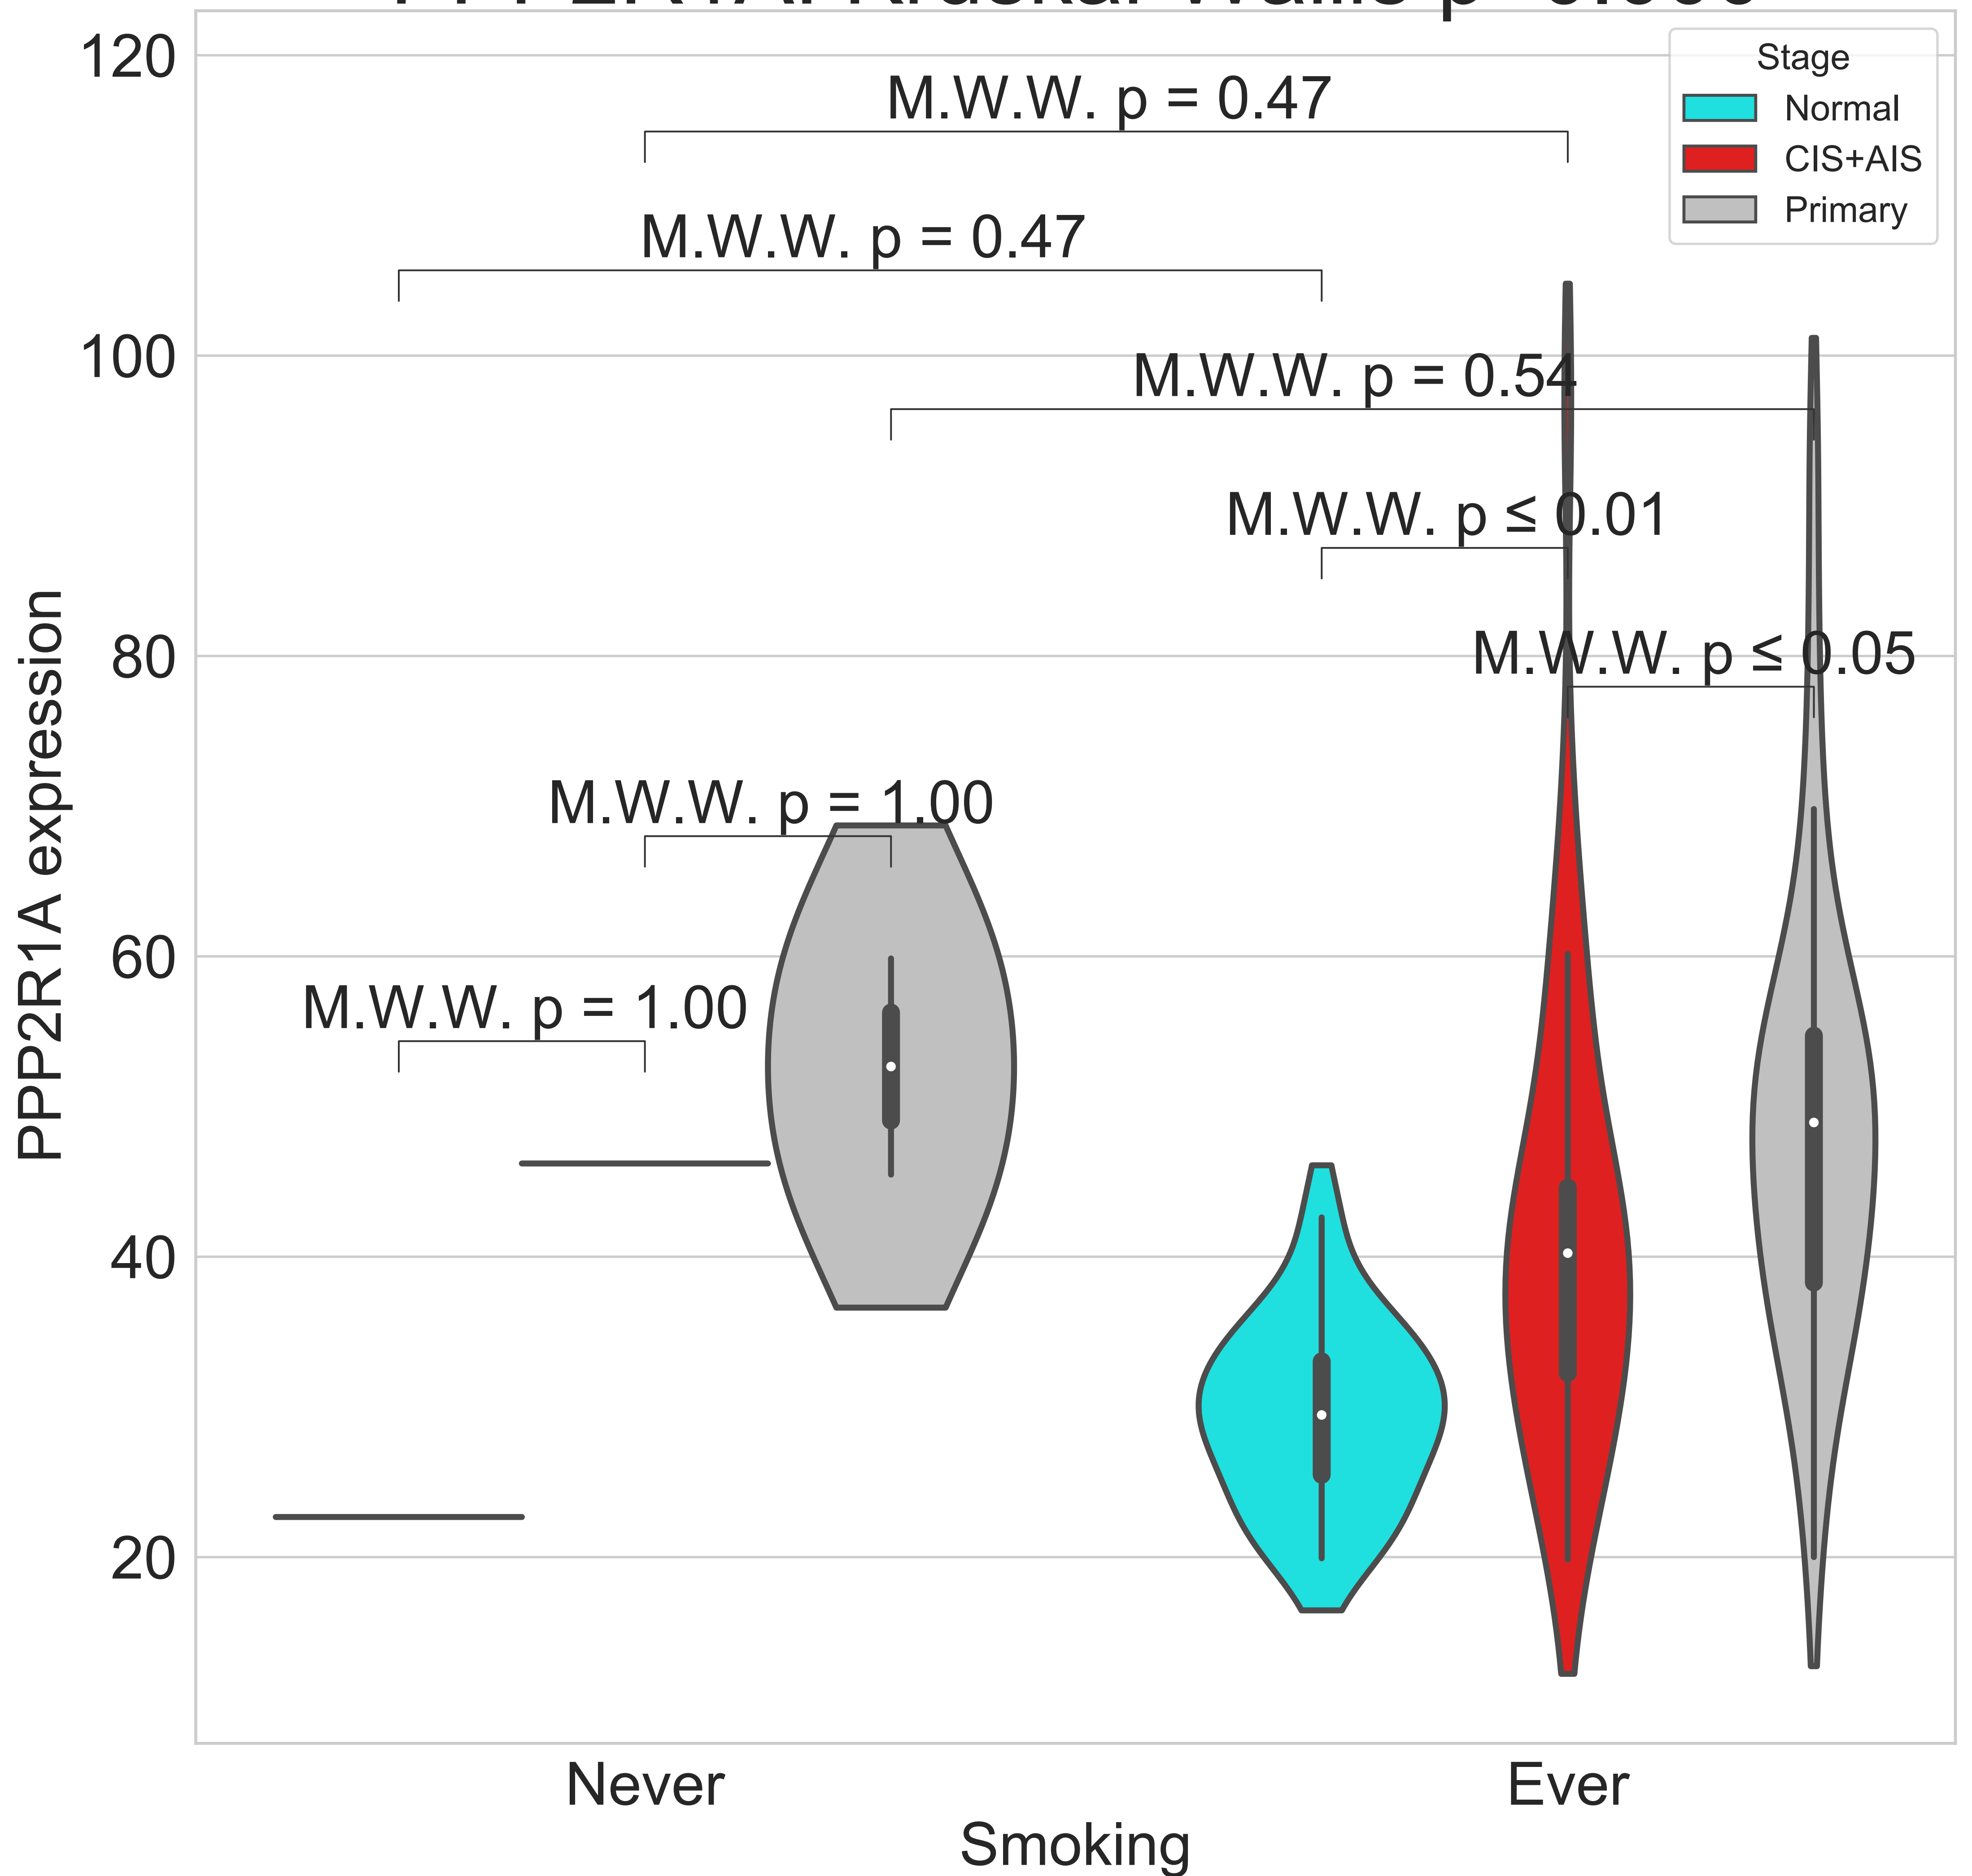 120
M.W.W. p = 0.47
Stage
Normal
CIS+AIS
Primary
M.W.W. p = 0.47
100
M.W.W. p = 0.54
M.W.W. p ≤ 0.01
80
M.W.W. p ≤ 0.05
M.W.W. p = 1.00
PPP2R1A expression
60
M.W.W. p = 1.00
40
20
Never
Ever
Smoking